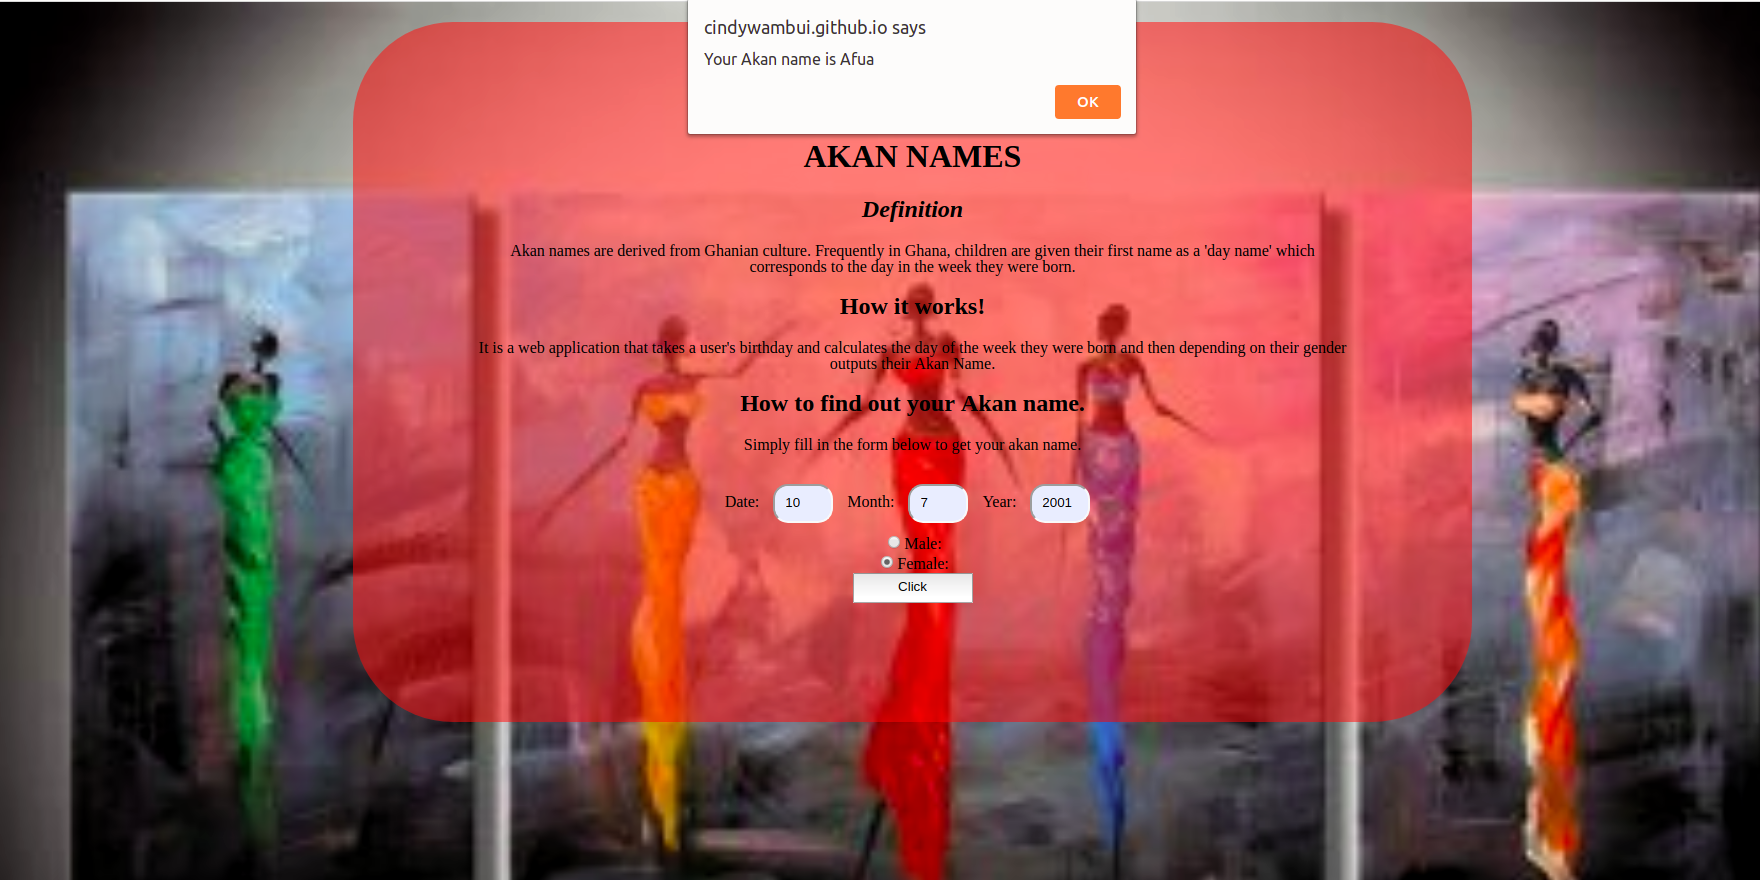 cindywambui.github.io says
Your Akan name is Afua
OK
AKAN NAMES
Definition
Akan names are derived from Ghanian culture. Frequently in Ghana, children are given their first name as a 'day name' which
corresponds to the day in the week they were born.
How it works!
It is a web application that takes a user's birthday and calculates the day of the week they were born and then depending on their gender
outputs their Akan Name.
How to find out your Akan name.
Simply fill in the form below to get your akan name.
Date: 10 Month: 7 Year: 2001
Male:
Female:
Click